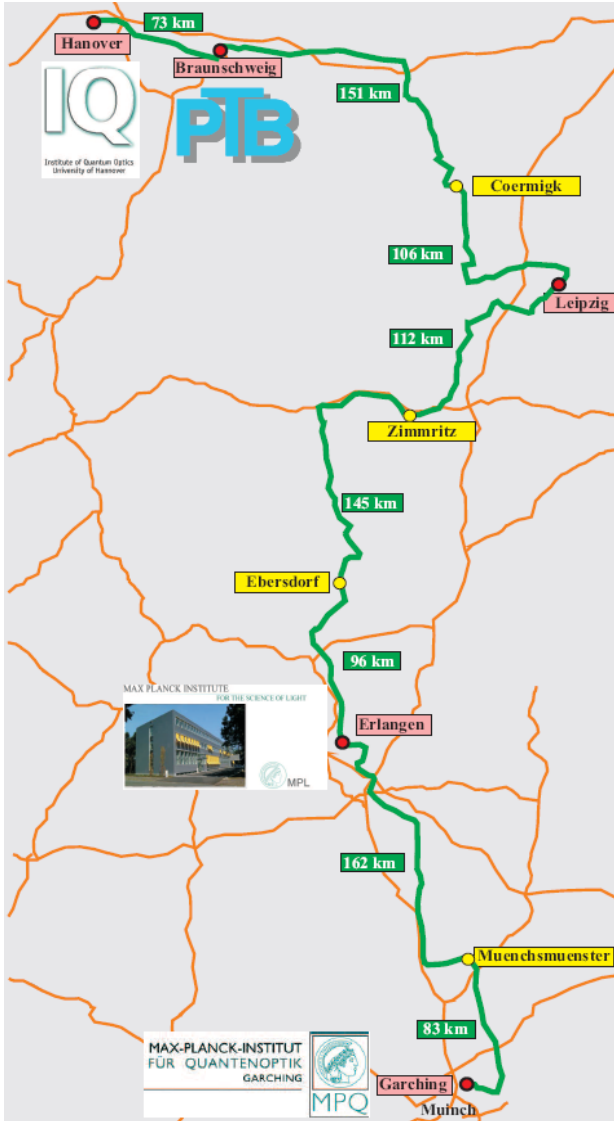 73 km
Hanover
Braunschweig
IQ
Institute of Quantum Optics
University of Hannover
PTB
151 km
Coermigk
106 km
Leipzig
112 km
Zimmritz
145 km
Ebersdorf
96 km
MAX PLANCK INSTITUTE
FOR THE SCIENCE OF LIGHT
Erlangen
MPL
162 km
Muenchsmuenster
83 km
MAX-PLANCK-INSTITUT
FÜR QUANTENOPTIK
GARCHING
MPQ
Garching
Muinch